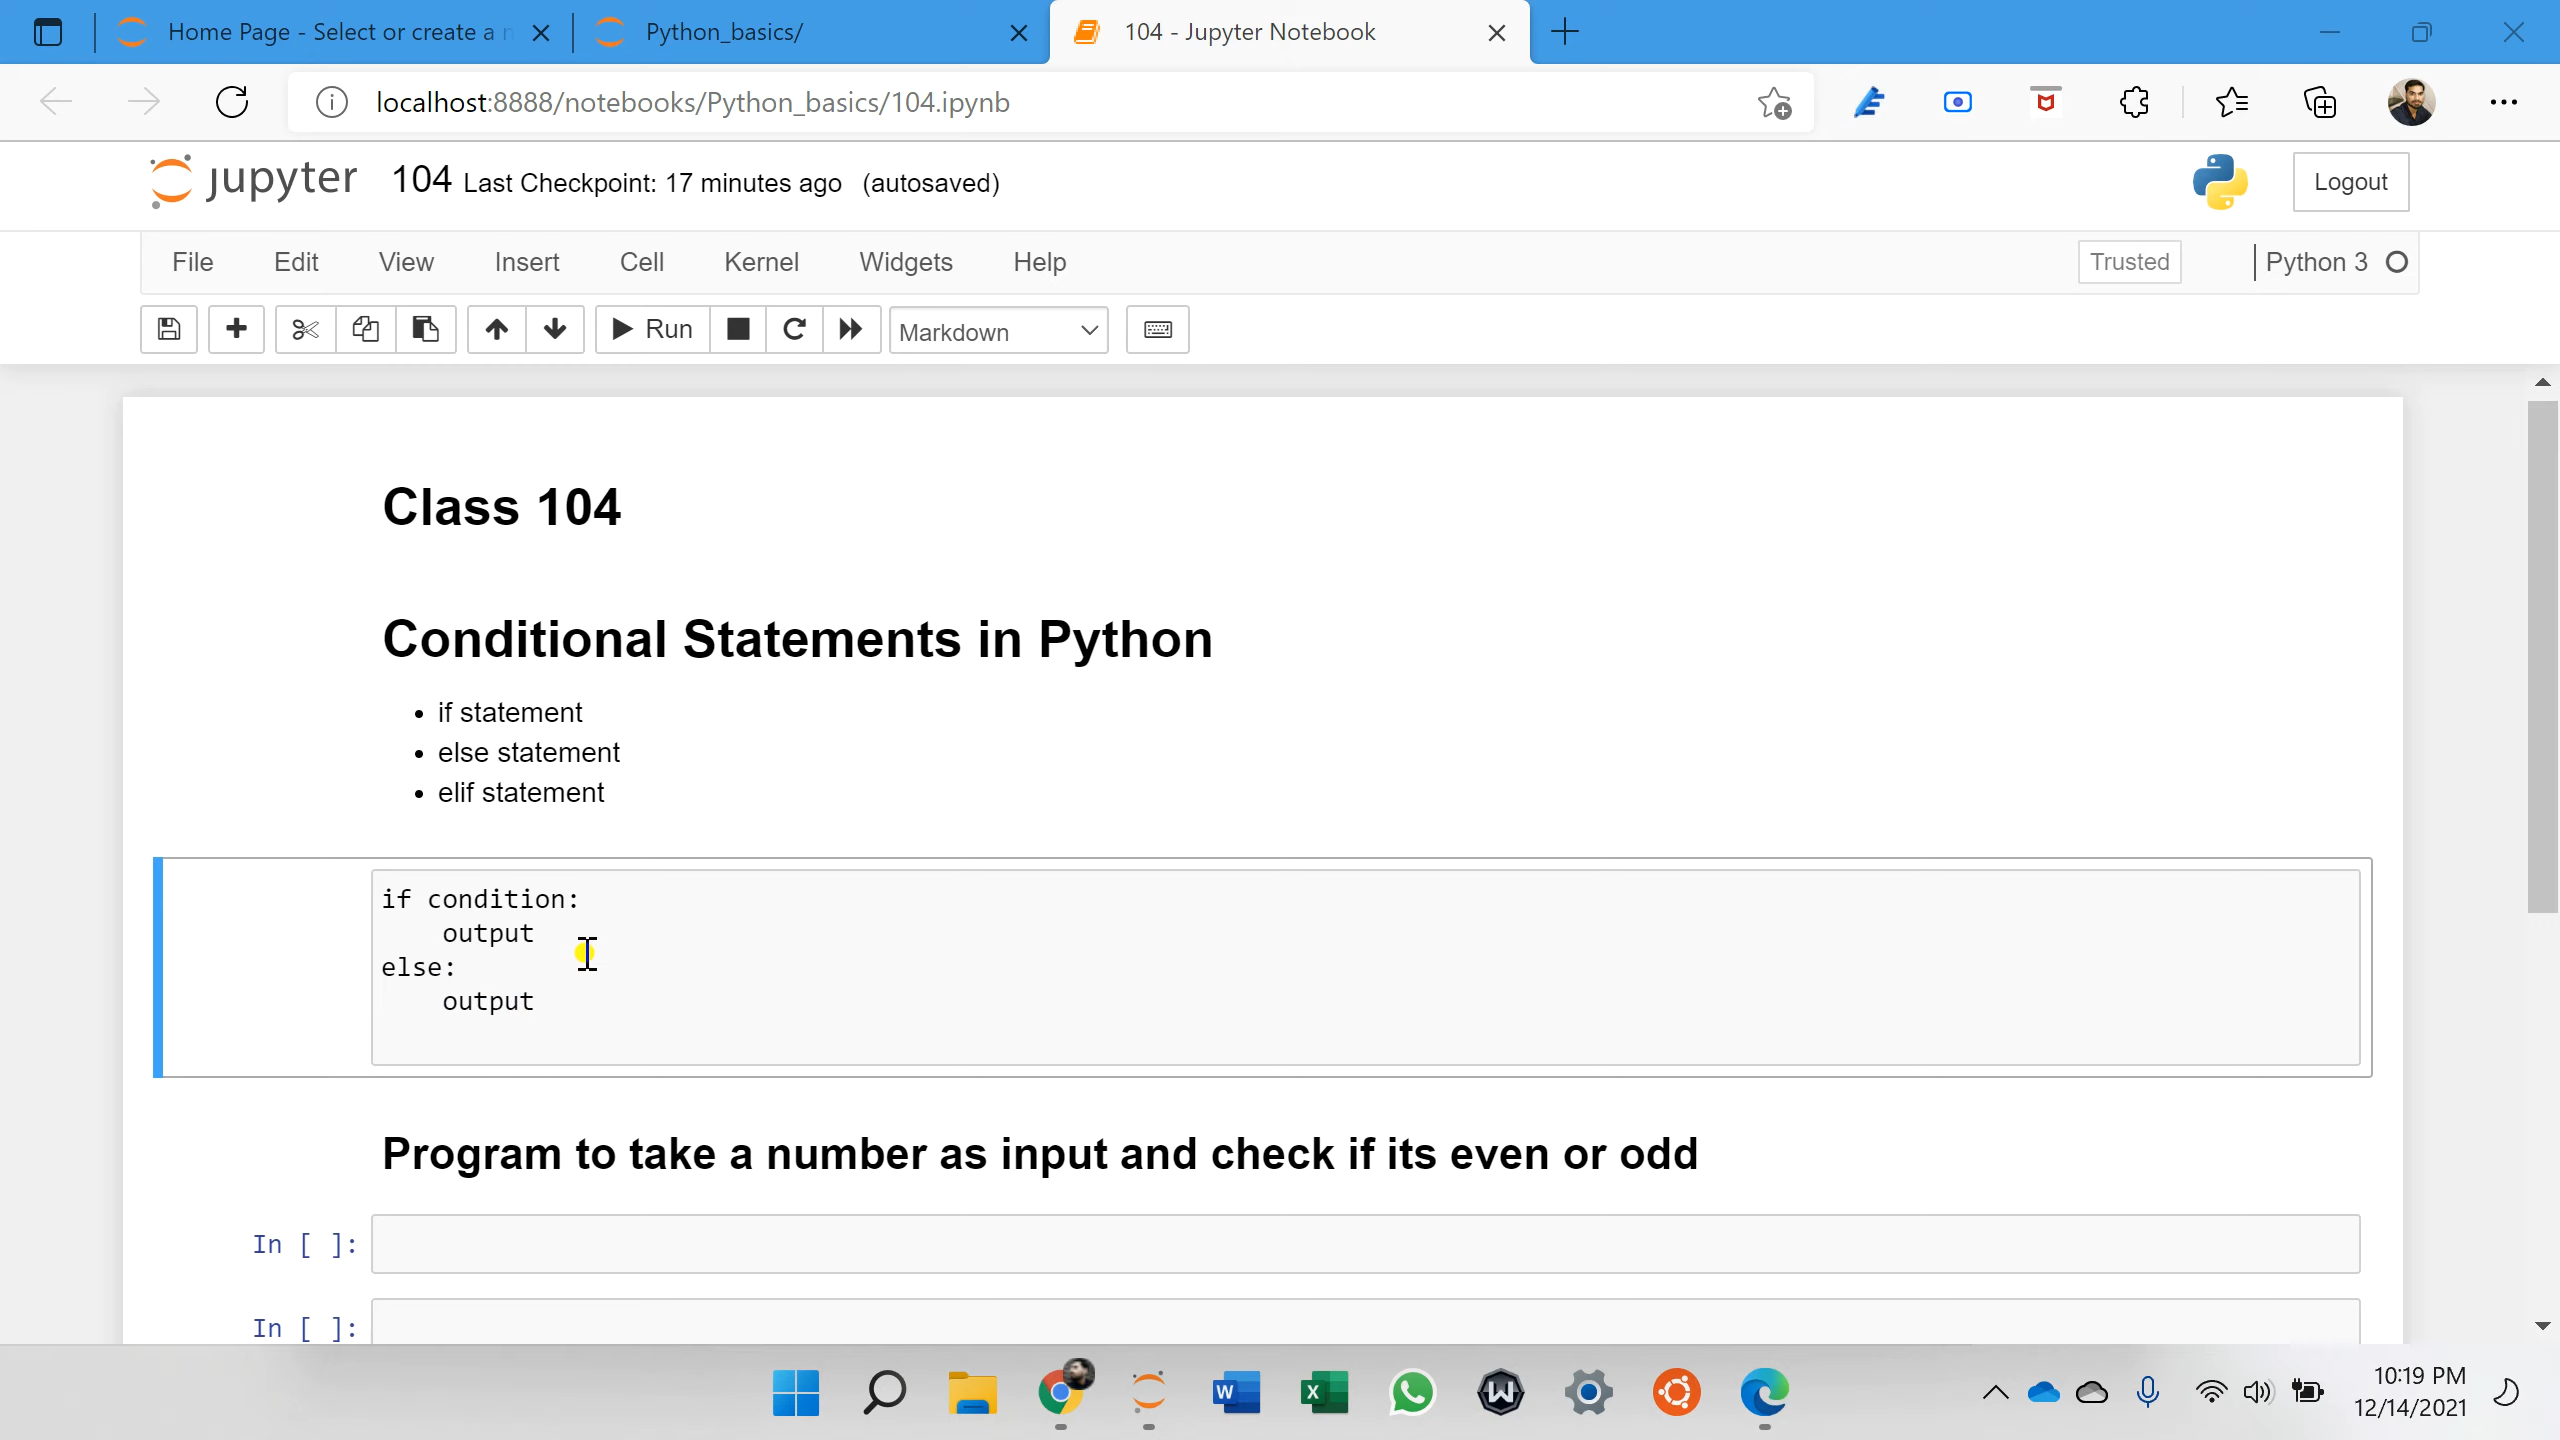 Home Page - Select or create a n
Python_basics/
104 - Jupyter Notebook
localhost:8888/notebooks/Python_basics/104.ipynb
jupyter 104 Last Checkpoint: 17 minutes ago (autosaved)
Logout
File Edit View Insert Cell Kernel Widgets Help
Trusted
Python 3
Run
Markdown
Class 104
Conditional Statements in Python
• if statement
• else statement
• elif statement
if condition:
    output
else:
    output
Program to take a number as input and check if its even or odd
In [ ]:
In [ ]:
10:19 PM
12/14/2021